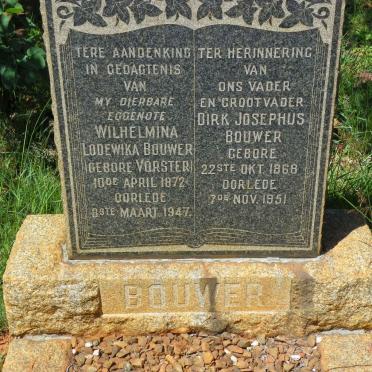 TERE AANDENKING
IN GEDAGTENIS
VAN
MY DIERBARE
EGGENOTE
WILHELMINA
LODEWIKA BOUWER
(GEBORE VORSTER)
10DE APRIL 1872
OORLEDE
8STE MAART 1947.
TER HERINNERING
VAN
ONS VADER
EN GROOTVADER
DIRK JOSEPHUS
BOUWER
GEBORE
22STE OKT. 1868
OORLEDE
7DE NOV. 1951
BOUWER